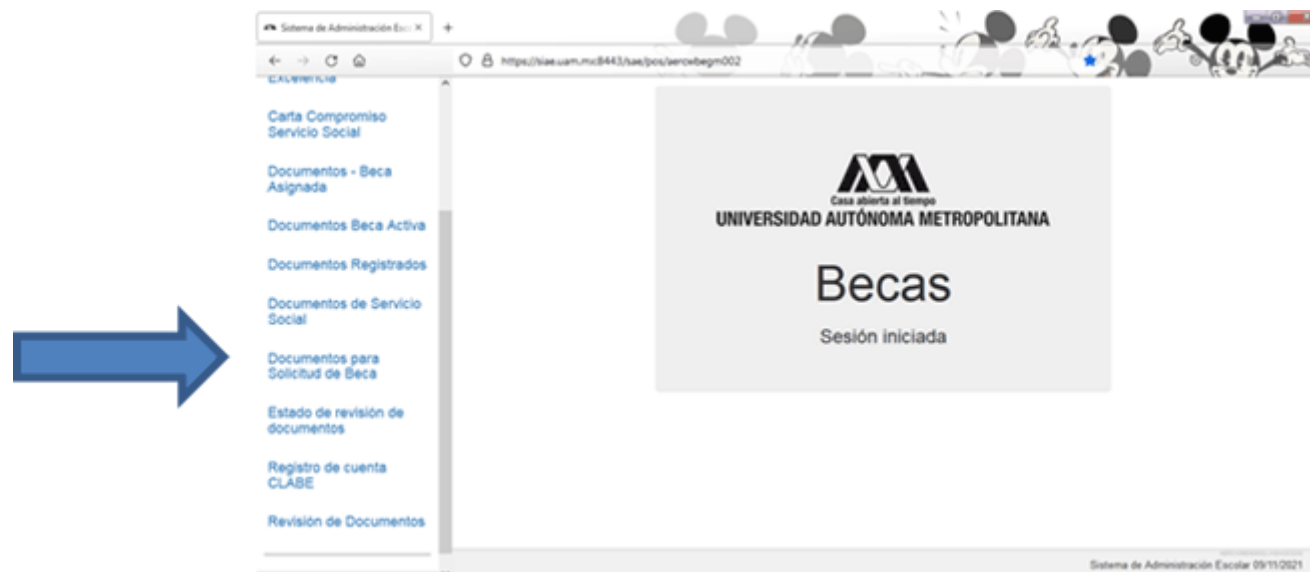 Sistema de Administración Esc
https://siae.uam.mx:8443/sae/pos/aerowbegm002
Excelencia
Carta Compromiso
Servicio Social
Documentos - Beca
Asignada
Documentos Beca Activa
Documentos Registrados
Documentos de Servicio
Social
Documentos para
Solicitud de Beca
Estado de revisión de
documentos
Registro de cuenta
CLABE
Revisión de Documentos
Casa abierta al tiempo
UNIVERSIDAD AUTÓNOMA METROPOLITANA
Becas
Sesión iniciada
Sistema de Administración Escolar 09/11/2021